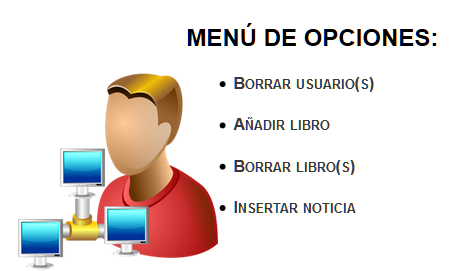 MENÚ DE OPCIONES:
• BORRAR USUARIO(S)
• AÑADIR LIBRO
• BORRAR LIBRO(S)
• INSERTAR NOTICIA